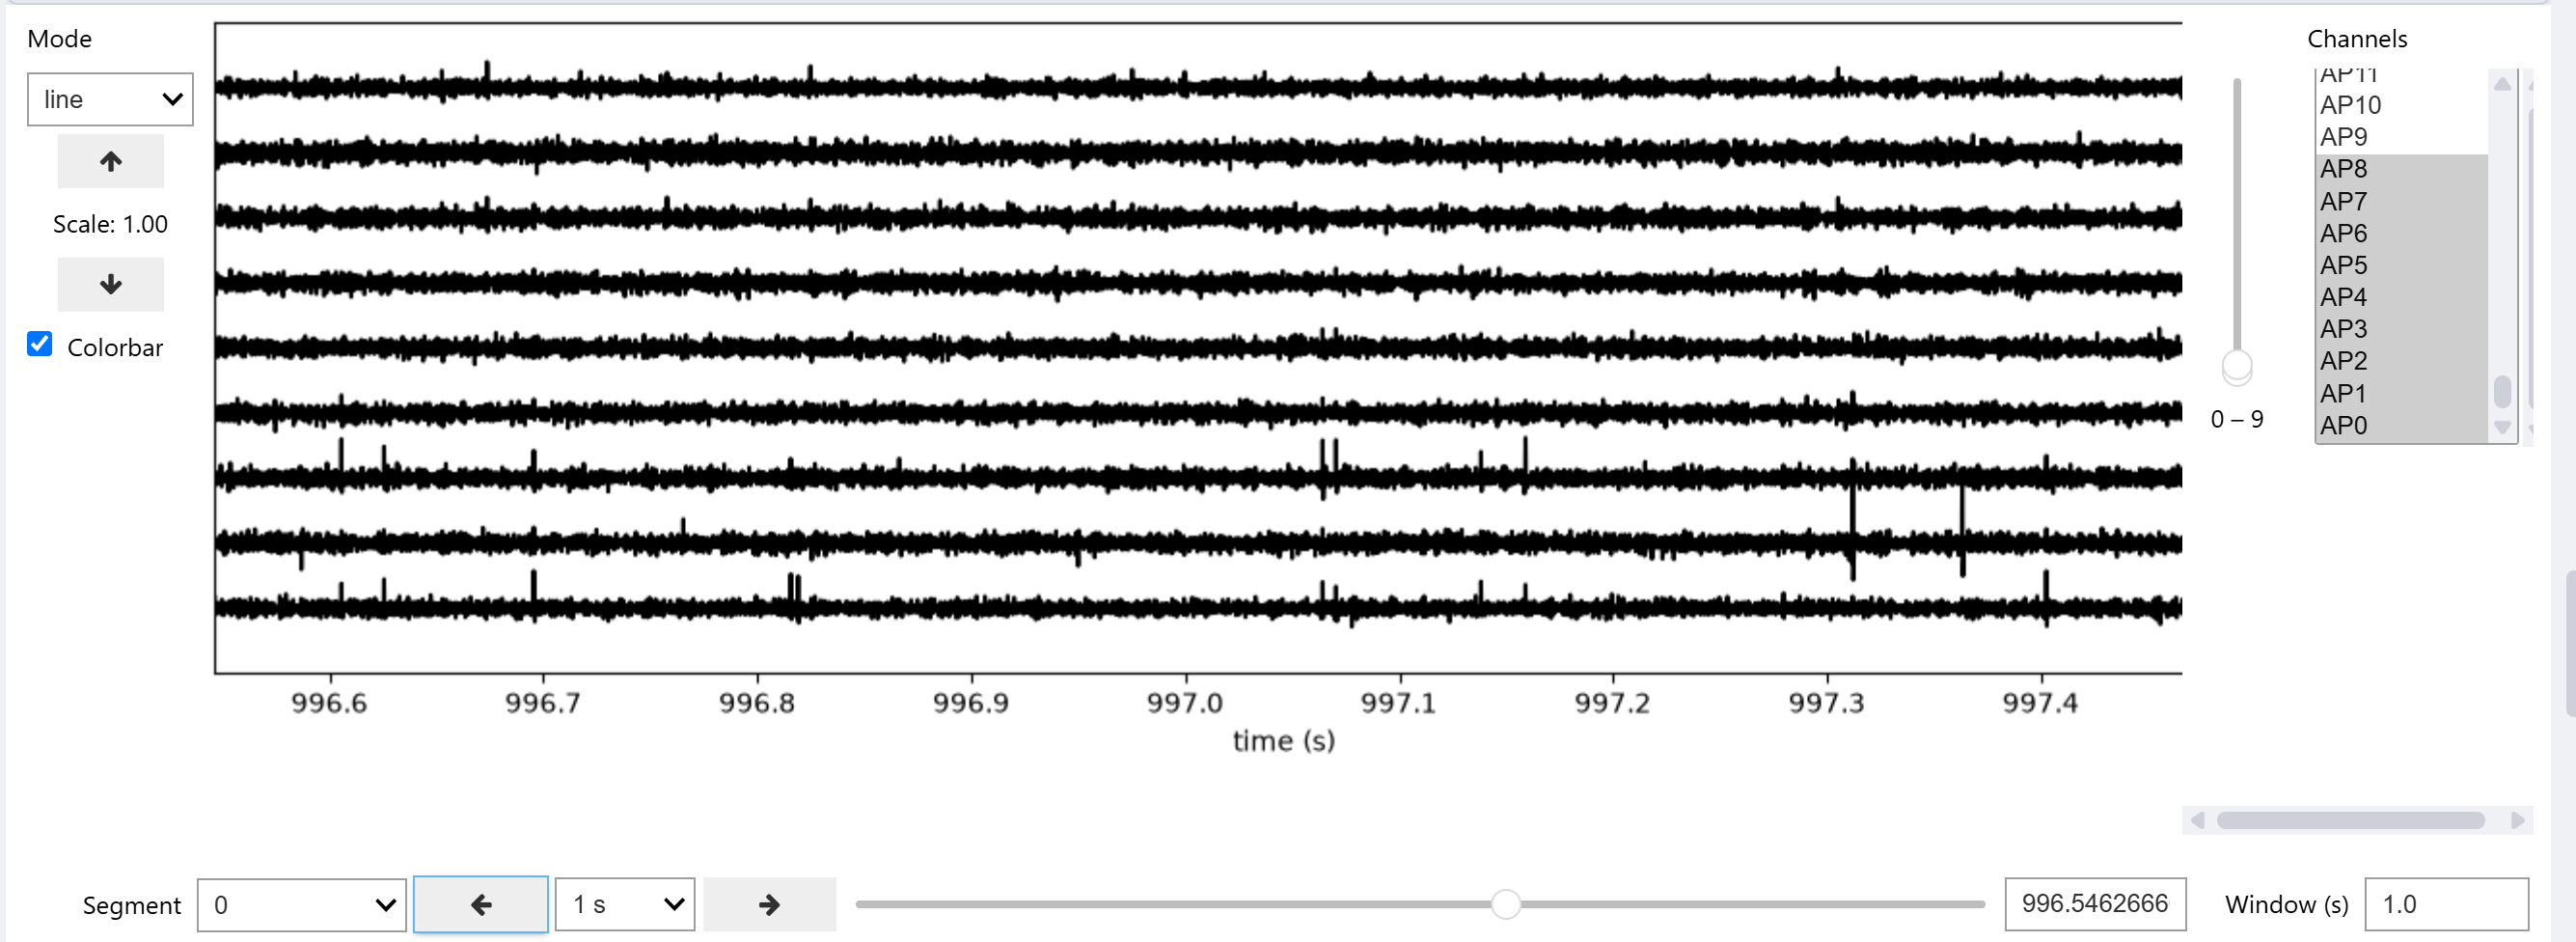 Mode
line
Scale: 1.00
Colorbar
996.6 996.7 996.8 996.9 997.0 997.1 997.2 997.3 997.4
time (s)
0 – 9
Channels
AP11
AP10
AP9
AP8
AP7
AP6
AP5
AP4
AP3
AP2
AP1
AP0
Segment 0 1 s 996.5462666 Window (s) 1.0